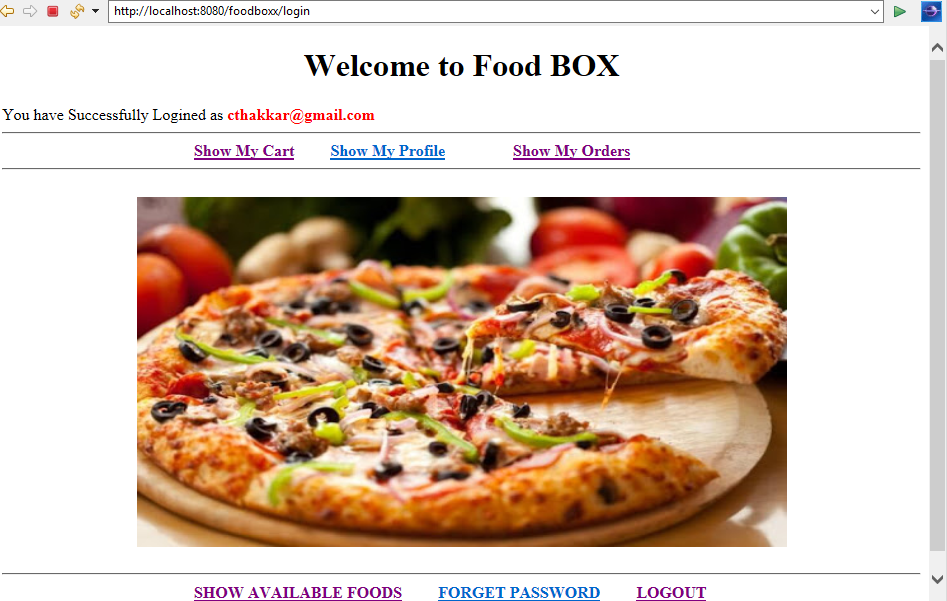 http://localhost:8080/foodboxx/login
Welcome to Food BOX
You have Successfully Logined as cthakkar@gmail.com
Show My Cart Show My Profile Show My Orders
SHOW AVAILABLE FOODS FORGET PASSWORD LOGOUT